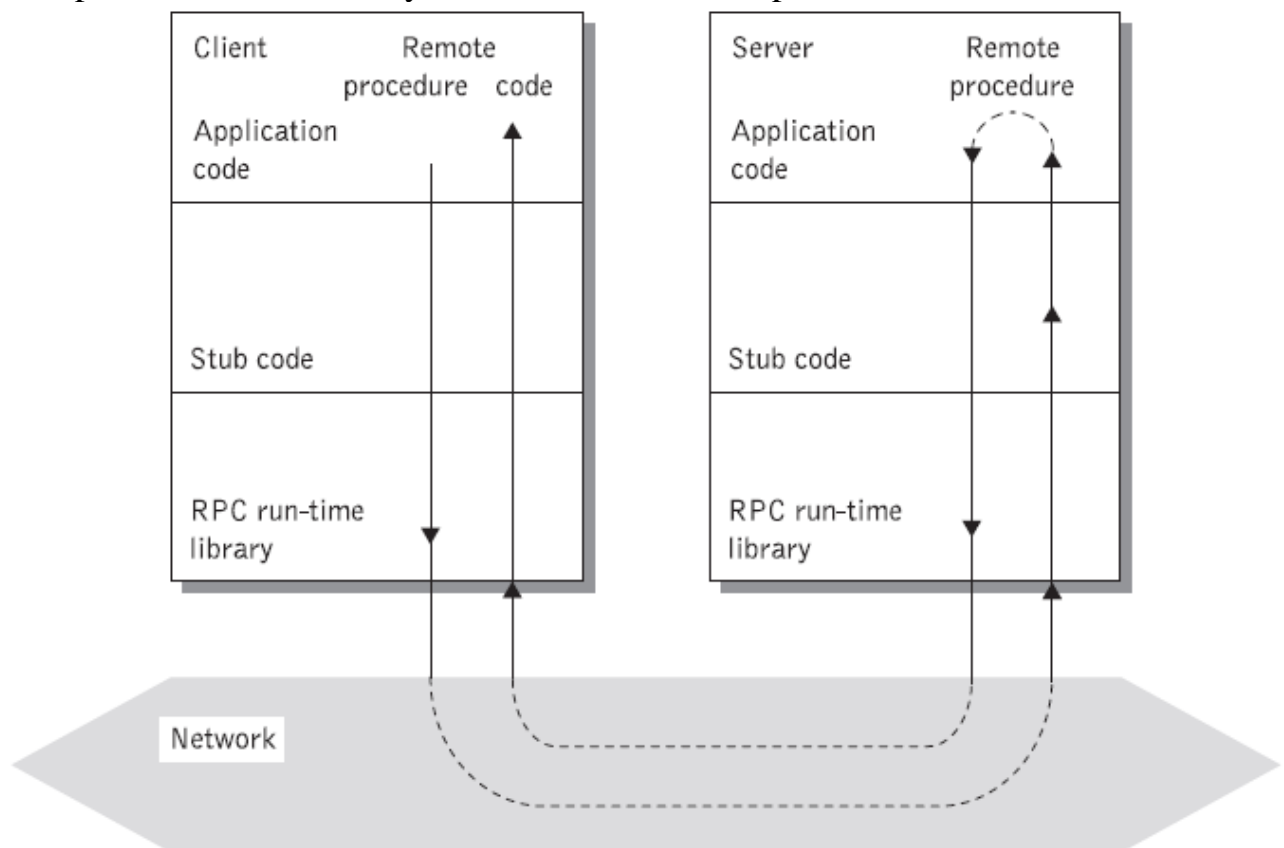 Client
Remote
procedure code
Application
code
Stub code
RPC run-time
library
Server
Remote
procedure
Application
code
Stub code
RPC run-time
library
Network